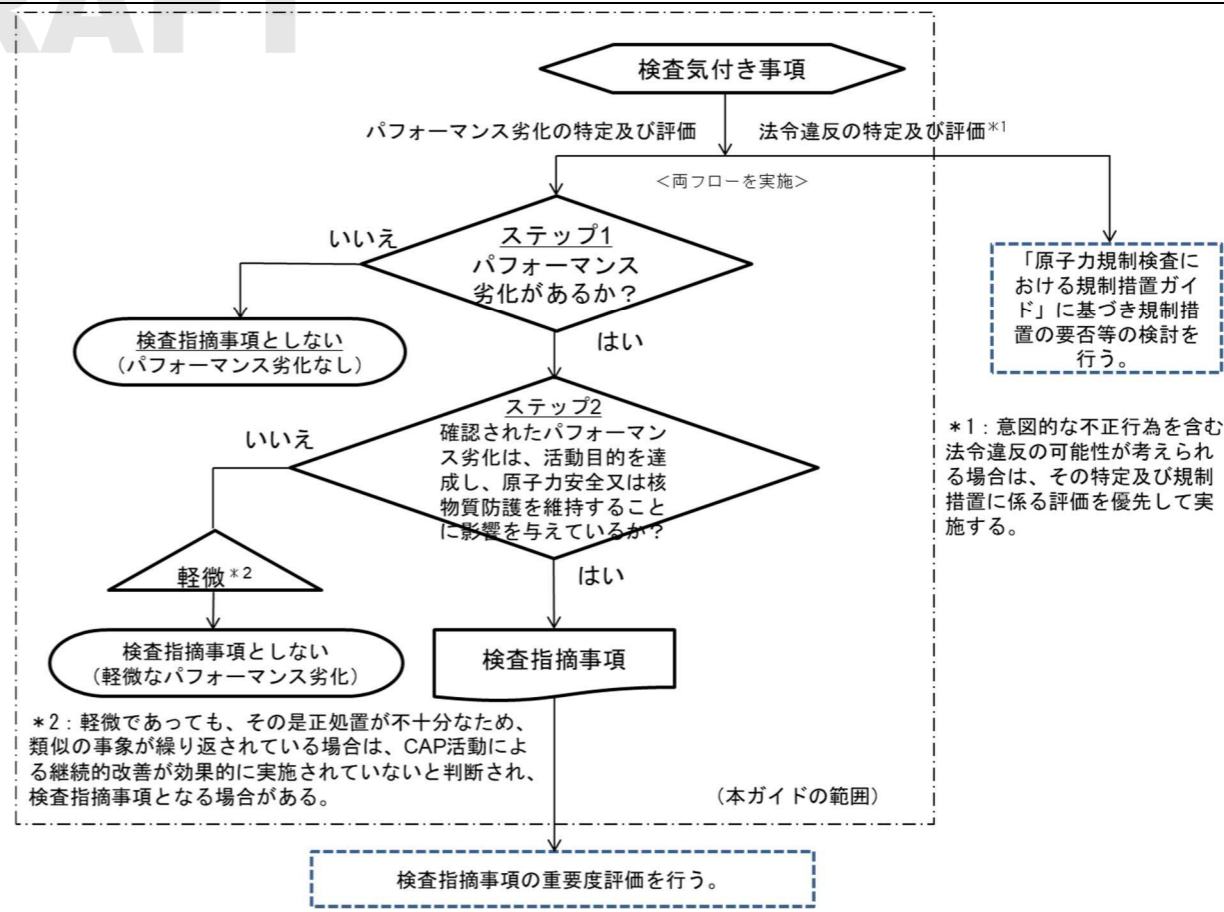 検査気付き事項
パフォーマンス劣化の特定及び評価
法令違反の特定及び評価*1
<両フローを実施>
ステップ1
パフォーマンス
劣化があるか？
いいえ
はい
検査指摘事項としない
（パフォーマンス劣化なし）
「原子力規制検査に
おける規制措置ガイ
ド」に基づき規制措
置の要否等の検討を
行う。
*1：意図的な不正行為を含む
法令違反の可能性が考えられ
る場合は、その特定及び規制
措置に係る評価を優先して実
施する。
ステップ2
確認されたパフォーマン
ス劣化は、活動目的を達
成し、原子力安全又は核
物質防護を維持すること
に影響を与えているか？
いいえ
はい
軽微*2
検査指摘事項としない
（軽微なパフォーマンス劣化）
検査指摘事項
*2：軽微であっても、その是正処置が不十分なため、
類似の事象が繰り返されている場合は、CAP活動によ
る継続的改善が効果的に実施されていないと判断され、
検査指摘事項となる場合がある。
（本ガイドの範囲）
検査指摘事項の重要度評価を行う。